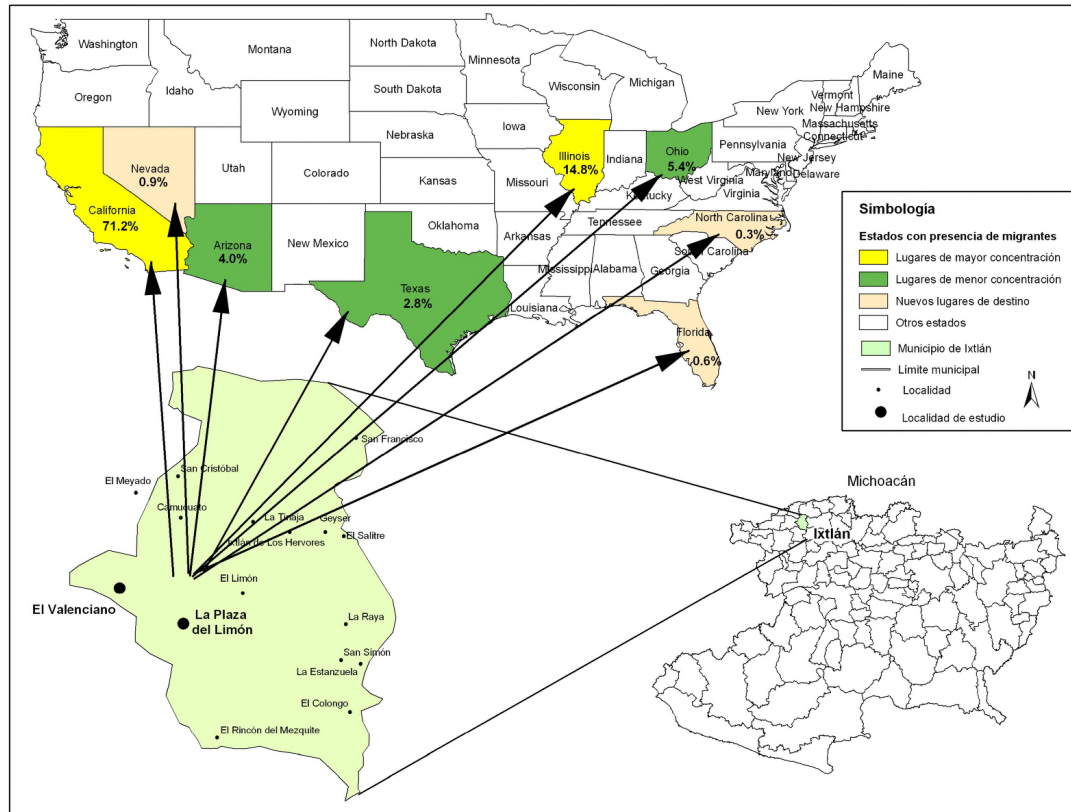 Washington
Montana
North Dakota
Minnesota
Maine
Oregon
Idaho
South Dakota
Wisconsin
Michigan
Vermont
New Hampshire
New York
Massachusetts
Connecticut
Wyoming
Nebraska
Iowa
Pennsylvania
New Jersey
Maryland
Delaware
Nevada
0.9%
Utah
Colorado
Kansas
Missouri
Illinois
14.8%
Indiana
Ohio
5.4%
West Virginia
Virginia
Kentucky
California
71.2%
Arizona
4.0%
New Mexico
Oklahoma
Arkansas
Tennessee
North Carolina
0.3%
South Carolina
Texas
2.8%
Mississippi
Alabama
Georgia
Louisiana
Florida
0.6%
Simbología
Estados con presencia de migrantes
Lugares de mayor concentración
Lugares de menor concentración
Nuevos lugares de destino
Otros estados
Municipio de Ixtlán
Límite municipal
Localidad
Localidad de estudio
N
San Francisco
San Cristóbal
El Meyado
Camucuato
La Tinaja
Geyser
Ixtlán de Los Hervores
El Salitre
El Limón
El Valenciano
La Plaza
del Limón
La Raya
San Simón
La Estanzuela
El Colongo
El Rincón del Mezquite
Michoacán
Ixtlán